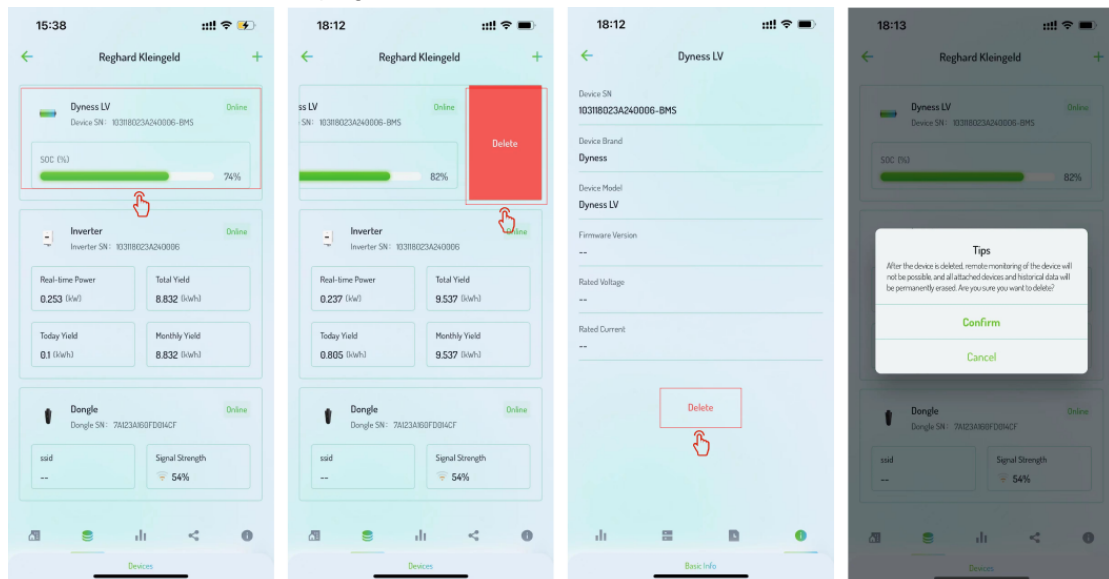 15:38
Reghard Kleingeld
Dyness LV
Online
Device SN: 103118023A240006-BMS
SOC (%)
74%
Inverter
Online
Inverter SN: 103118023A240006
Real-time Power
Total Yield
0.253 (kW)
8.832 (kWh)
Today Yield
Monthly Yield
0.1 (kWh)
8.832 (kWh)
Dongle
Online
Dongle SN: 7A123A160FD014CF
ssid
Signal Strength
--
54%
Devices
18:12
Reghard Kleingeld
ss LV
Online
SN: 103118023A240006-BMS
Delete
82%
Inverter
Online
Inverter SN: 103118023A240006
Real-time Power
Total Yield
0.237 (kW)
9.537 (kWh)
Today Yield
Monthly Yield
0.805 (kWh)
9.537 (kWh)
Dongle
Online
Dongle SN: 7A123A160FD014CF
ssid
Signal Strength
--
54%
Devices
18:12
Dyness LV
Device SN
103118023A240006-BMS
Device Brand
Dyness
Device Model
Dyness LV
Firmware Version
--
Rated Voltage
--
Rated Current
--
Delete
Basic Info
18:13
Reghard Kleingeld
Dyness LV
Online
Device SN: 103118023A240006-BMS
SOC (%)
82%
Tips
After the device is deleted, remote monitoring of the device will
not be possible, and all attached devices and historical data will
be permanently erased. Are you sure you want to delete?
Confirm
Cancel
Dongle
Online
Dongle SN: 7A123A160FD014CF
ssid
Signal Strength
--
54%
Devices